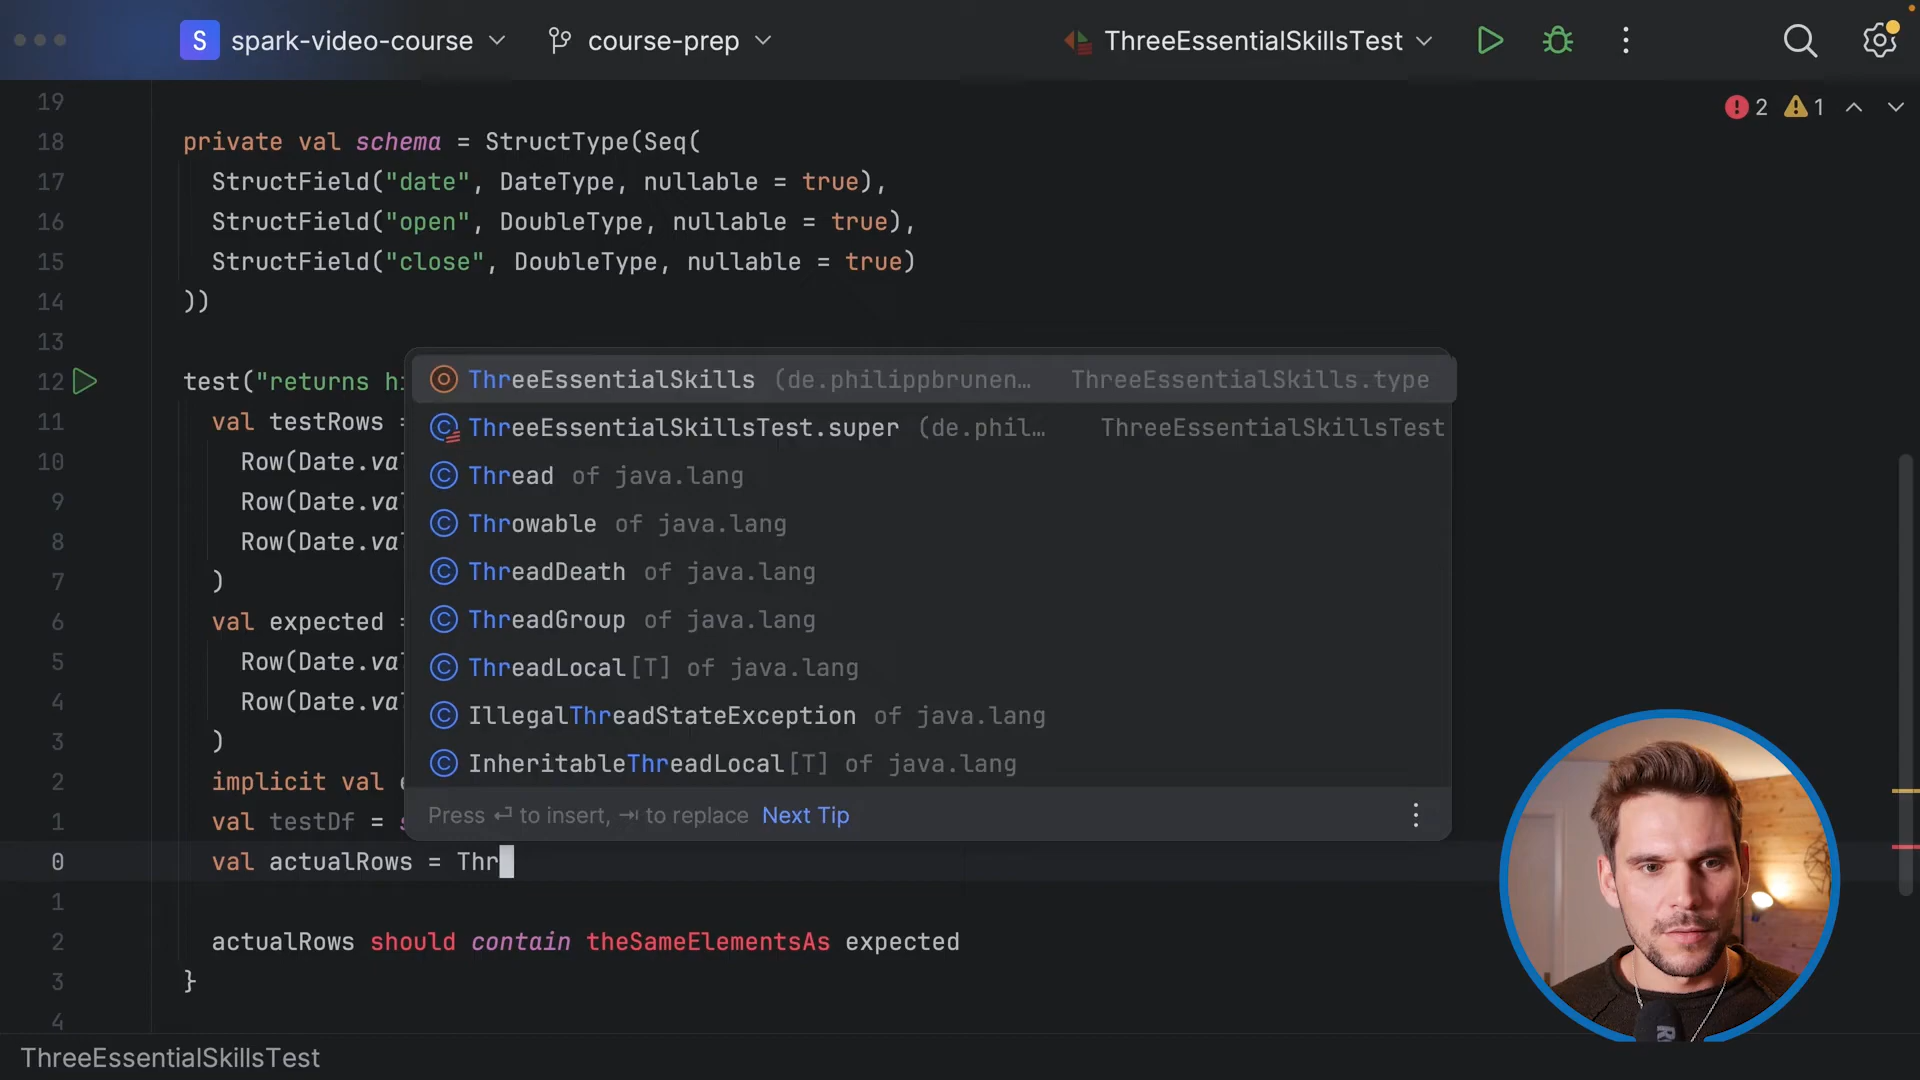 S spark-video-course course-prep ThreeEssentialSkillsTest
2 1
19
18 private val schema = StructType(Seq(
17 StructField("date", DateType, nullable = true),
16 StructField("open", DoubleType, nullable = true),
15 StructField("close", DoubleType, nullable = true)
14 ))
13
12 test("returns hi
11 val testRows =
10 Row(Date.val
9 Row(Date.val
8 Row(Date.val
7 )
6 val expected =
5 Row(Date.val
4 Row(Date.val
3 )
2 implicit val e
1 val testDf = s
0 val actualRows = Thr
1
2 actualRows should contain theSameElementsAs expected
3 }
4
ThreeEssentialSkills (de.philippbrunen… ThreeEssentialSkills.type
ThreeEssentialSkillsTest.super (de.phil… ThreeEssentialSkillsTest
Thread of java.lang
Throwable of java.lang
ThreadDeath of java.lang
ThreadGroup of java.lang
ThreadLocal[T] of java.lang
IllegalThreadStateException of java.lang
InheritableThreadLocal[T] of java.lang
Press ⏎ to insert, ⇥ to replace Next Tip
ThreeEssentialSkillsTest